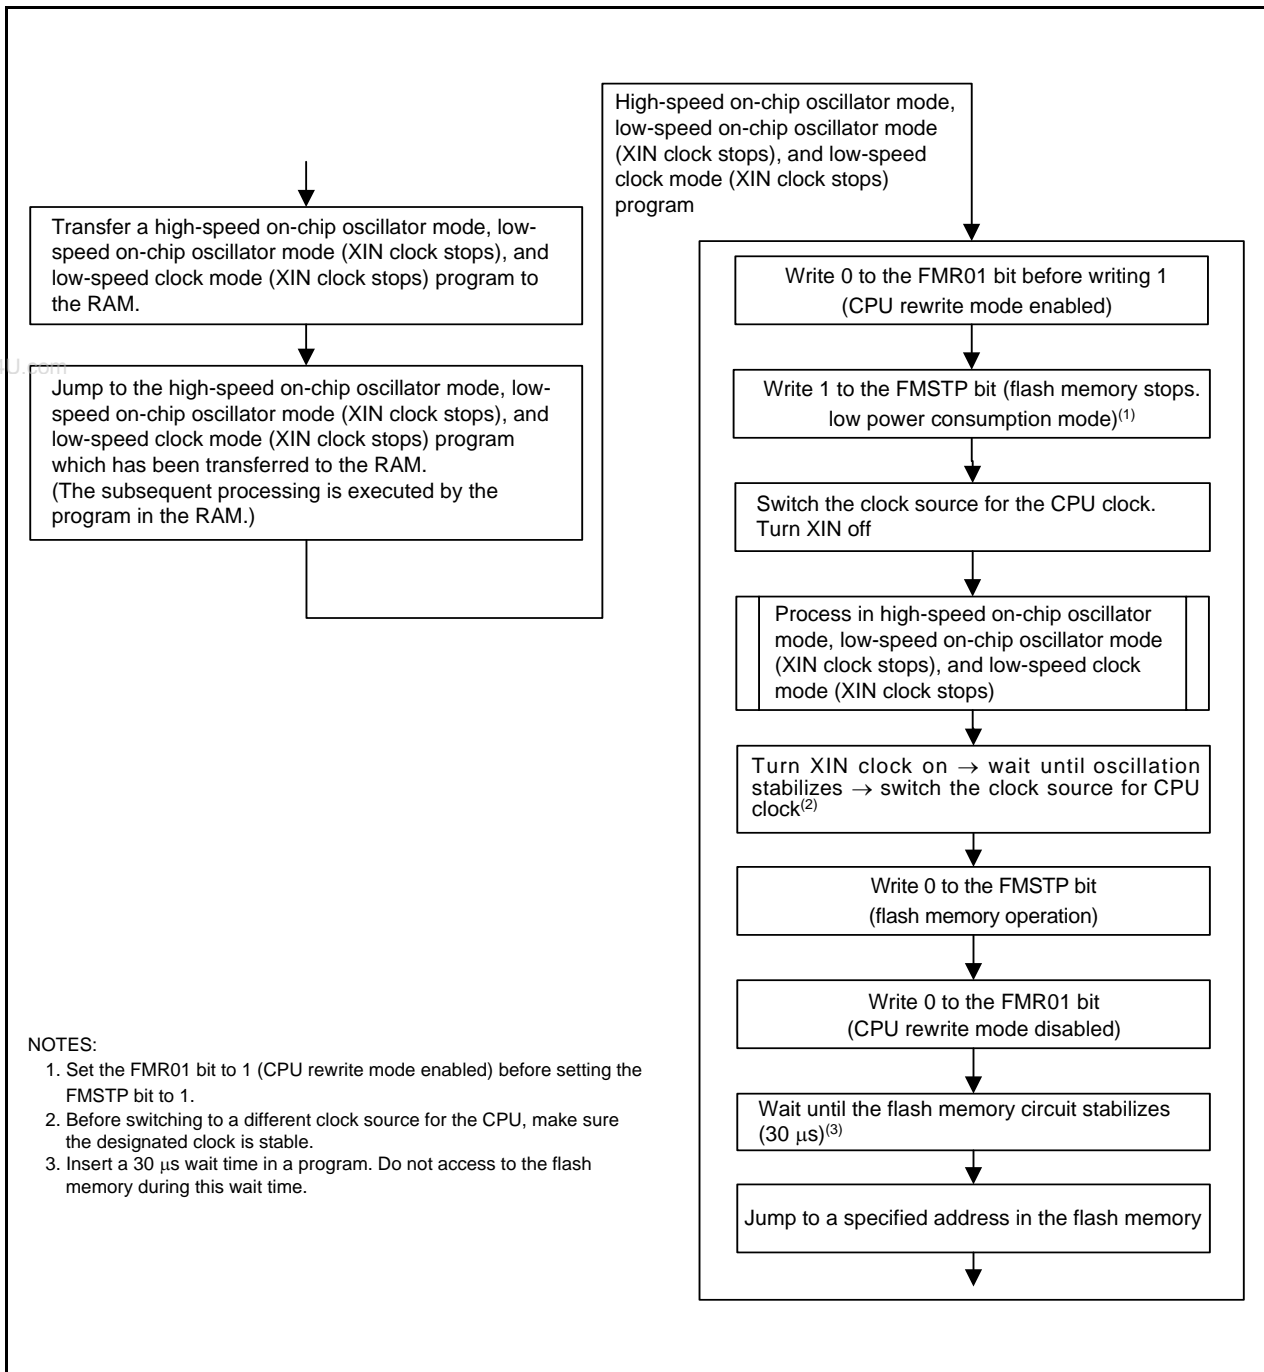 Transfer a high-speed on-chip oscillator mode, low-
speed on-chip oscillator mode (XIN clock stops), and
low-speed clock mode (XIN clock stops) program to
the RAM.
4U.com
Jump to the high-speed on-chip oscillator mode, low-
speed on-chip oscillator mode (XIN clock stops), and
low-speed clock mode (XIN clock stops) program
which has been transferred to the RAM.
(The subsequent processing is executed by the
program in the RAM.)
High-speed on-chip oscillator mode,
low-speed on-chip oscillator mode
(XIN clock stops), and low-speed
clock mode (XIN clock stops)
program
Write 0 to the FMR01 bit before writing 1
(CPU rewrite mode enabled)
Write 1 to the FMSTP bit (flash memory stops.
low power consumption mode)(1)
Switch the clock source for the CPU clock.
Turn XIN off
Process in high-speed on-chip oscillator
mode, low-speed on-chip oscillator mode
(XIN clock stops), and low-speed clock
mode (XIN clock stops)
Turn XIN clock on → wait until oscillation
stabilizes → switch the clock source for CPU
clock(2)
Write 0 to the FMSTP bit
(flash memory operation)
Write 0 to the FMR01 bit
(CPU rewrite mode disabled)
Wait until the flash memory circuit stabilizes
(30 μs)(3)
Jump to a specified address in the flash memory
NOTES:
1. Set the FMR01 bit to 1 (CPU rewrite mode enabled) before setting the
FMSTP bit to 1.
2. Before switching to a different clock source for the CPU, make sure
the designated clock is stable.
3. Insert a 30 μs wait time in a program. Do not access to the flash
memory during this wait time.